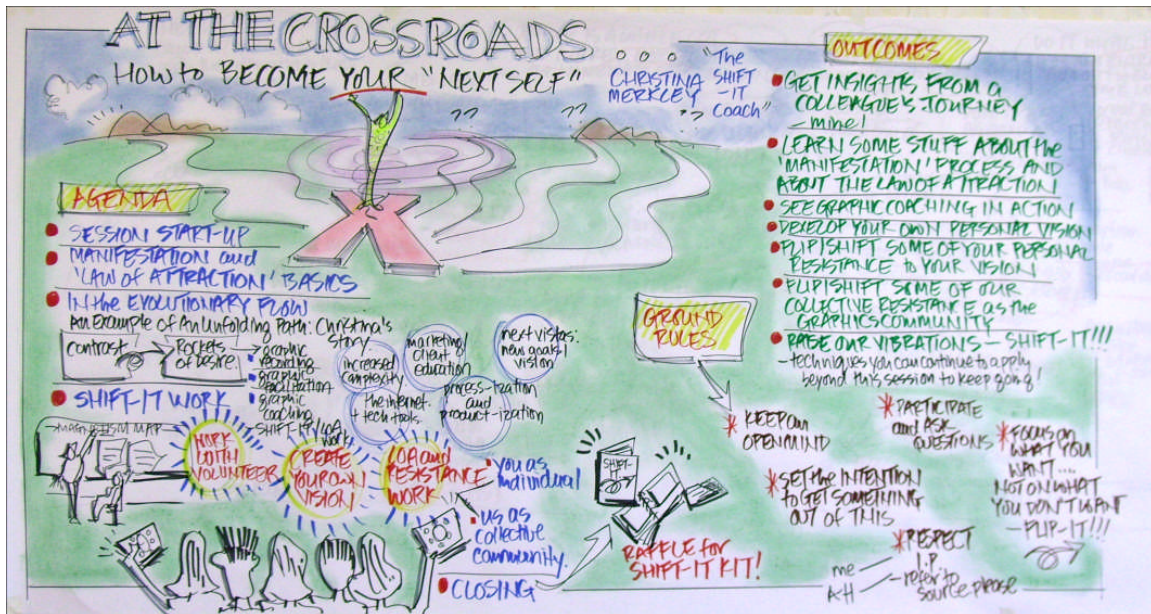 AT THE CROSSROADS
HOW to BECOME YOUR "NEXT SELF"
CHRISTINA
MERKLEY
"The
SHIFT
-IT
Coach"
??
??
??
AGENDA
SESSION START-UP
MANIFESTATION and
'LAW OF ATTRACTION' BASICS
IN the EVOLUTIONARY FLOW
An Example of An Unfolding Path: Christina's
Story.
contrast
Rockets
of Desire.
graphic
recording
graphic
facilitation
graphic
coaching
SHIFT-IT/LOA
work
increased
complexity
marketing/
client
education
next vistas:
new goals/
vision
the internet
+ tech tools.
process-ization
and
product-ization
SHIFT-IT WORK
MAGNETISM MAP
WORK
WITH
VOLUNTEER
CREATE
YOUR OWN
VISION
LOA and
RESISTANCE
WORK
you as
individual
us as
collective
community.
CLOSING
SHIFT-
IT
RAFFLE for
SHIFT-IT KIT!
OUTCOMES
GET INSIGHTS FROM a
COLLEAGUE'S JOURNEY
- mine!
LEARN SOME STUFF ABOUT the
'MANIFESTATION' PROCESS AND
ABOUT THE LAW OF ATTRACTION
SEE GRAPHIC COACHING IN ACTION
DEVELOP YOUR OWN PERSONAL VISION
FLIP/SHIFT SOME OF YOUR PERSONAL
RESISTANCE to YOUR VISION
FLIP/SHIFT SOME OF OUR
COLLECTIVE RESISTANCE as the
GRAPHICS COMMUNITY
RAISE OUR VIBRATIONS - SHIFT-IT!!!
- techniques you can continue to apply
beyond this session to keep going!
GROUND
RULES
KEEP an
OPEN MIND
PARTICIPATE
and ASK
QUESTIONS
FOCUS on
WHAT YOU
WANT....
NOT ON WHAT
YOU DON'T WANT
- FLIP-IT!!!
SET the INTENTION
to GET SOMETHING
OUT OF THIS
RESPECT
I.P
me
A-H
- refer to
source please